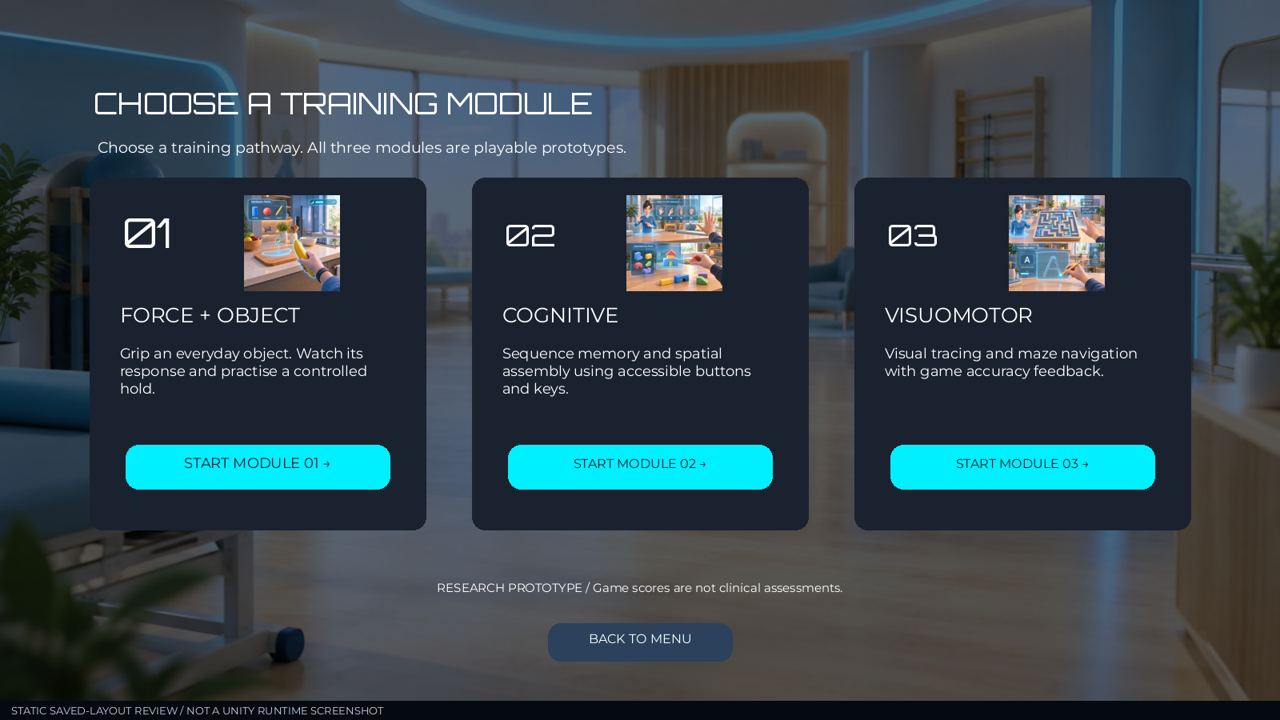 CHOOSE A TRAINING MODULE
Choose a training pathway. All three modules are playable prototypes.
01
FORCE + OBJECT
Grip an everyday object. Watch its
response and practise a controlled
hold.
START MODULE 01 →
02
COGNITIVE
Sequence memory and spatial
assembly using accessible buttons
and keys.
START MODULE 02 →
03
VISUOMOTOR
Visual tracing and maze navigation
with game accuracy feedback.
START MODULE 03 →
RESEARCH PROTOTYPE / Game scores are not clinical assessments.
BACK TO MENU
STATIC SAVED-LAYOUT REVIEW / NOT A UNITY RUNTIME SCREENSHOT